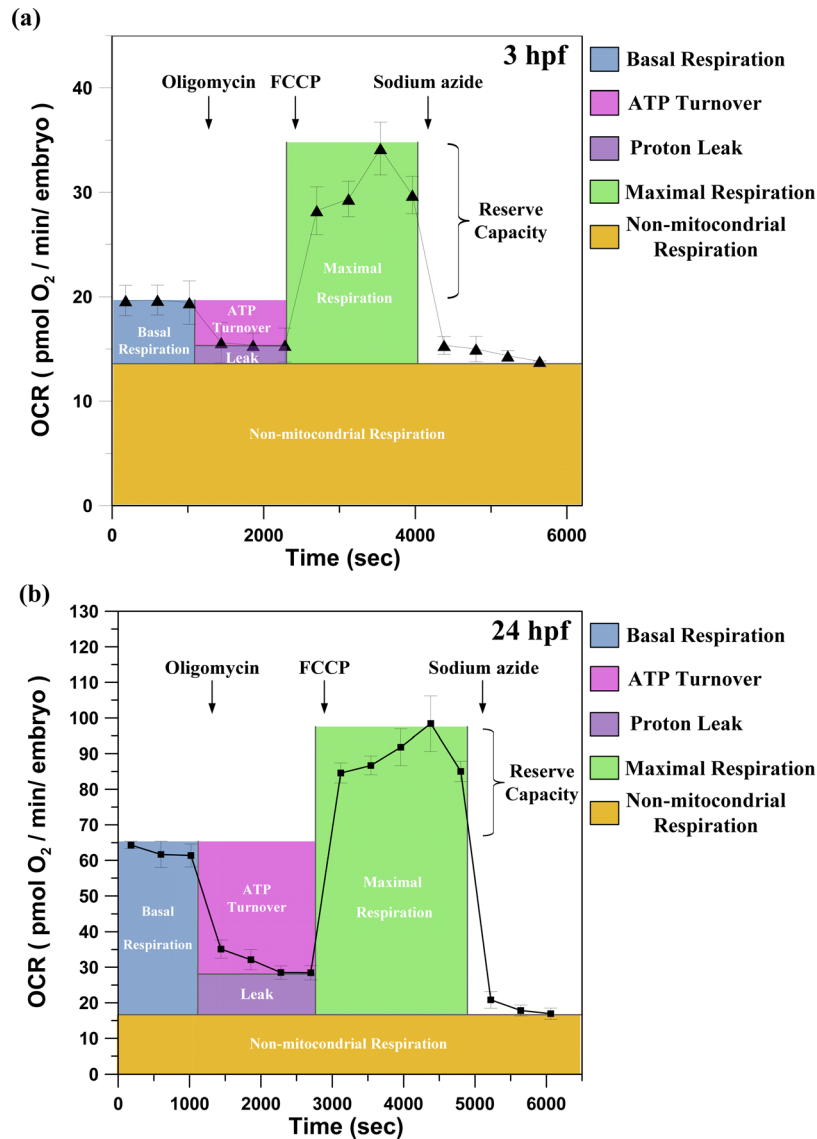 (a)
3 hpf
Oligomycin
FCCP
Sodium azide
Reserve
Capacity
Maximal
Respiration
ATP
Turnover
Basal
Respiration
Leak
Non-mitocondrial Respiration
OCR ( pmol O₂ / min/ embryo )
40
30
20
10
0
0
2000
4000
6000
Time (sec)
Basal Respiration
ATP Turnover
Proton Leak
Maximal Respiration
Non-mitocondrial
Respiration
(b)
24 hpf
Oligomycin
FCCP
Sodium azide
Reserve
Capacity
ATP
Turnover
Maximal
Respiration
Basal
Respiration
Leak
Non-mitocondrial Respiration
OCR ( pmol O₂ / min/ embryo )
130
120
110
100
90
80
70
60
50
40
30
20
10
0
0
1000
2000
3000
4000
5000
6000
Time (sec)
Basal Respiration
ATP Turnover
Proton Leak
Maximal Respiration
Non-mitocondrial
Respiration